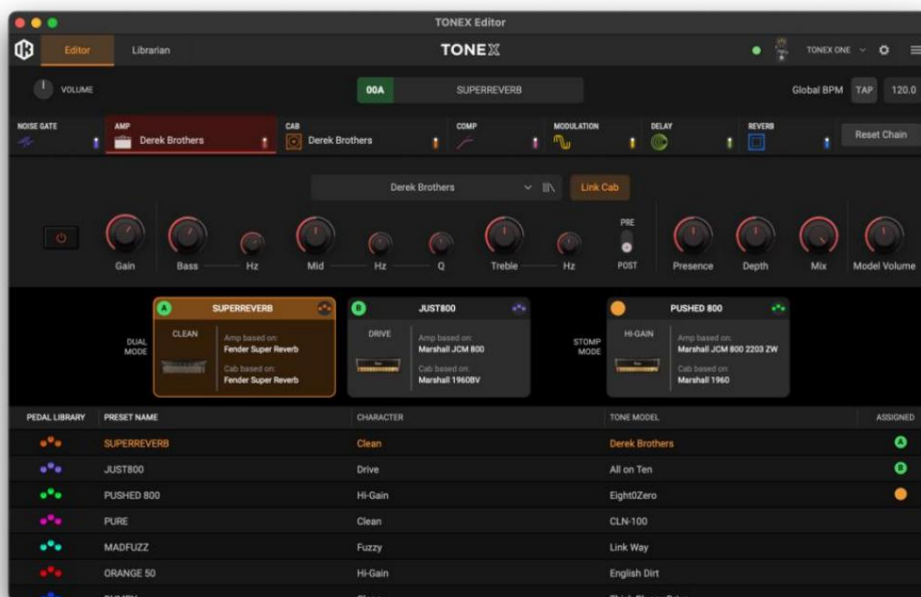 TONEX Editor
Editor
Librarian
TONEX
TONEX ONE
VOLUME
00A
SUPERREVERB
Global BPM
TAP
120.0
NOISE GATE
AMP
Derek Brothers
CAB
Derek Brothers
COMP
MODULATION
DELAY
REVERB
Reset Chain
Derek Brothers
Link Cab
Gain
Bass
Hz
Mid
Hz
Q
Treble
Hz
PRE
POST
Presence
Depth
Mix
Model Volume
DUAL
MODE
A
SUPERREVERB
CLEAN
Amp based on:
Fender Super Reverb
Cab based on:
Fender Super Reverb
B
JUST800
DRIVE
Amp based on:
Marshall JCM 800
Cab based on:
Marshall 1960BV
STOMP
MODE
PUSHED 800
HI-GAIN
Amp based on:
Marshall JCM 800 2203 ZW
Cab based on:
Marshall 1960
PEDAL LIBRARY PRESET NAME CHARACTER TONE MODEL ASSIGNED
SUPERREVERB Clean Derek Brothers A
JUST800 Drive All on Ten B
PUSHED 800 Hi-Gain Eight0Zero
PURE Clean CLN-100
MADFUZZ Fuzzy Link Way
ORANGE 50 Hi-Gain English Dirt